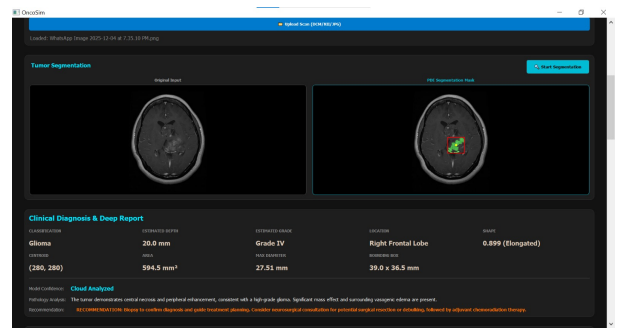 OncoSim
Upload Scan (DCM/HD2/JPG)
Loaded: WhatsApp Image 2025-12-04 at 7.35.18 PM.png
Tumor Segmentation
Start Segmentation
Original Input
PDE Segmentation Mask
Clinical Diagnosis & Deep Report
CLASSIFICATION ESTIMATED DEPTH ESTIMATED GRADE LOCATION SHAPE
Glioma 20.0 mm Grade IV Right Frontal Lobe 0.899 (Elongated)
CENTROID AREA MAX DIAMETER BOUNDING BOX
(280, 280) 594.5 mm² 27.51 mm 39.0 x 36.5 mm
Model Confidence: Cloud Analyzed
Pathology Analysis: The tumor demonstrates central necrosis and peripheral enhancement, consistent with a high-grade glioma. Significant mass effect and surrounding vasogenic edema are present.
Recommendation: RECOMMENDATION: Biopsy to confirm diagnosis and guide treatment planning. Consider neurosurgical consultation for potential surgical resection or debulking, followed by adjuvant chemoradiation therapy.